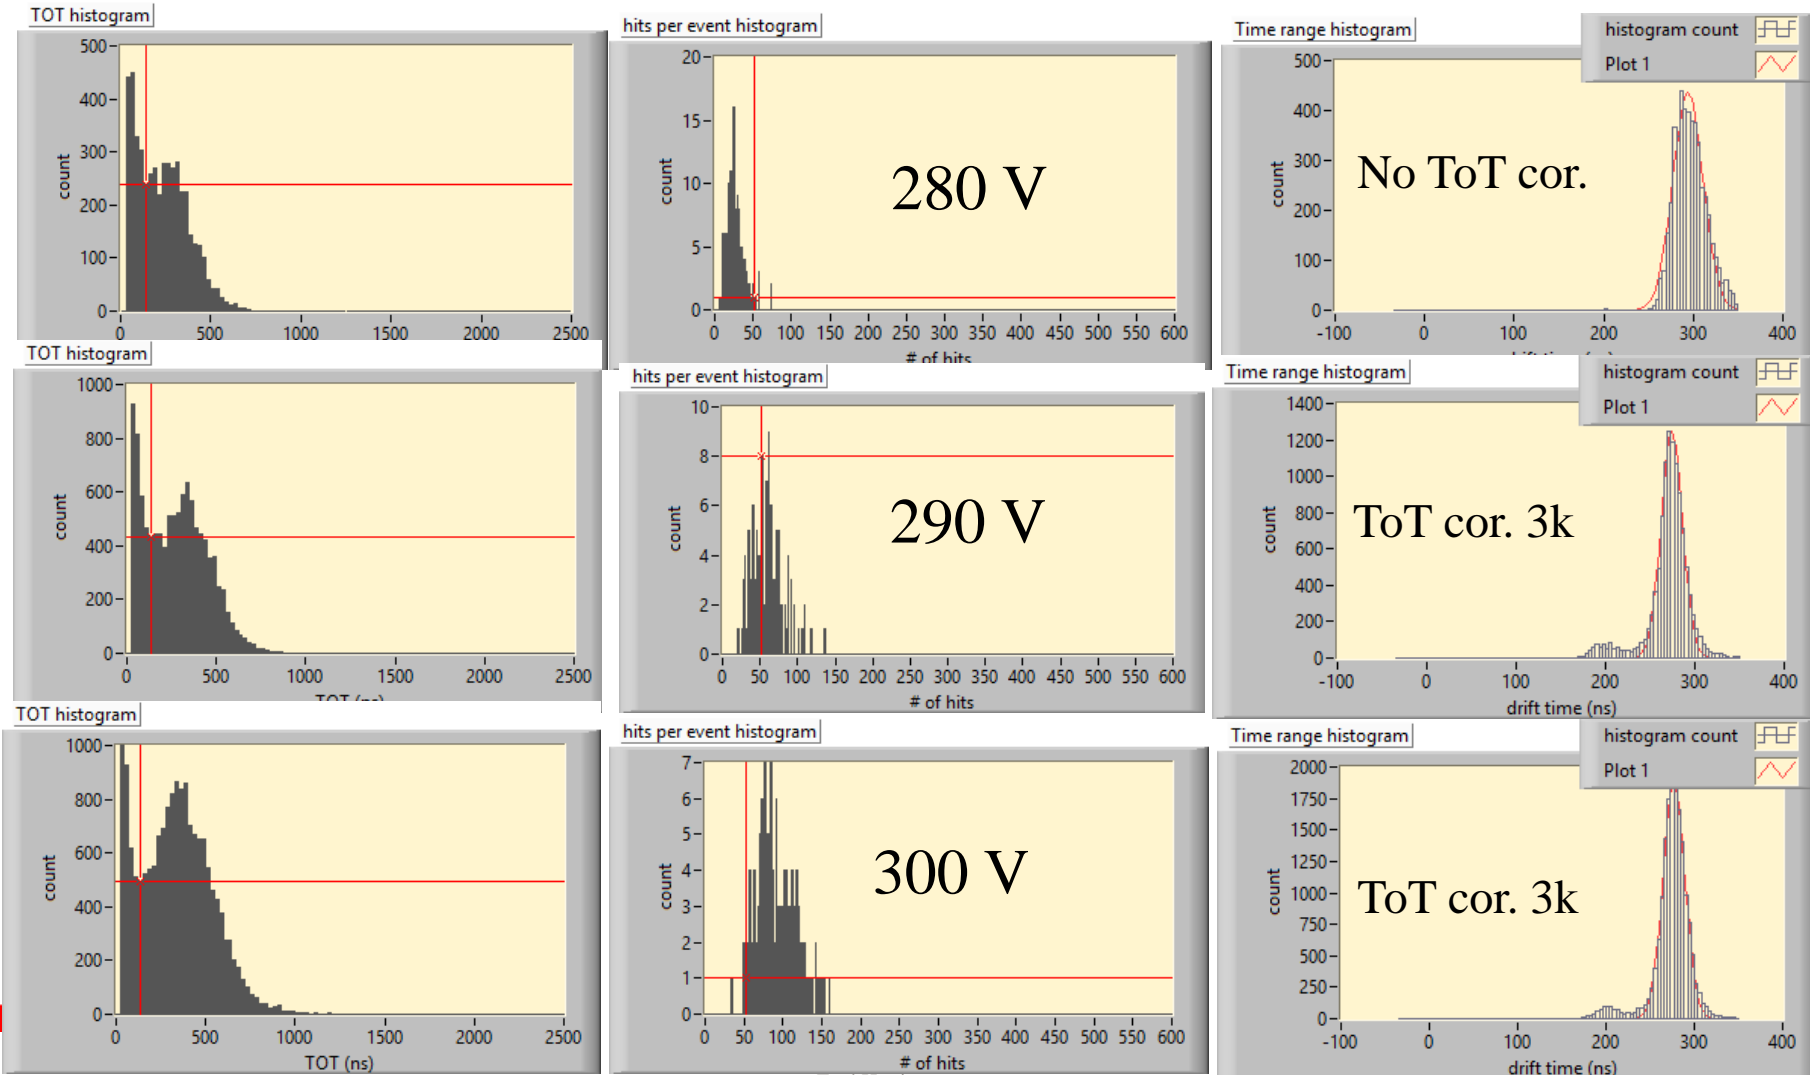 TOT histogram
500
400
300
200
100
0
count
0 500 1000 1500 2000 2500
hits per event histogram
20
15
10
5
0
count
280 V
0 50 100 150 200 250 300 350 400 450 500 550 600
# of hits
Time range histogram
histogram count
Plot 1
500
400
300
200
100
0
count
No ToT cor.
-100 0 100 200 300 400
TOT histogram
1000
800
600
400
200
0
count
0 500 1000 1500 2000 2500
TOT (ns)
hits per event histogram
10
8
6
4
2
0
count
290 V
0 50 100 150 200 250 300 350 400 450 500 550 600
# of hits
Time range histogram
histogram count
Plot 1
1400
1200
1000
800
600
400
200
0
count
ToT cor. 3k
-100 0 100 200 300 400
drift time (ns)
TOT histogram
1000
800
600
400
200
0
count
0 500 1000 1500 2000 2500
TOT (ns)
hits per event histogram
7
6
5
4
3
2
1
0
count
300 V
0 50 100 150 200 250 300 350 400 450 500 550 600
# of hits
Time range histogram
histogram count
Plot 1
2000
1750
1500
1250
1000
750
500
250
0
count
ToT cor. 3k
-100 0 100 200 300 400
drift time (ns)